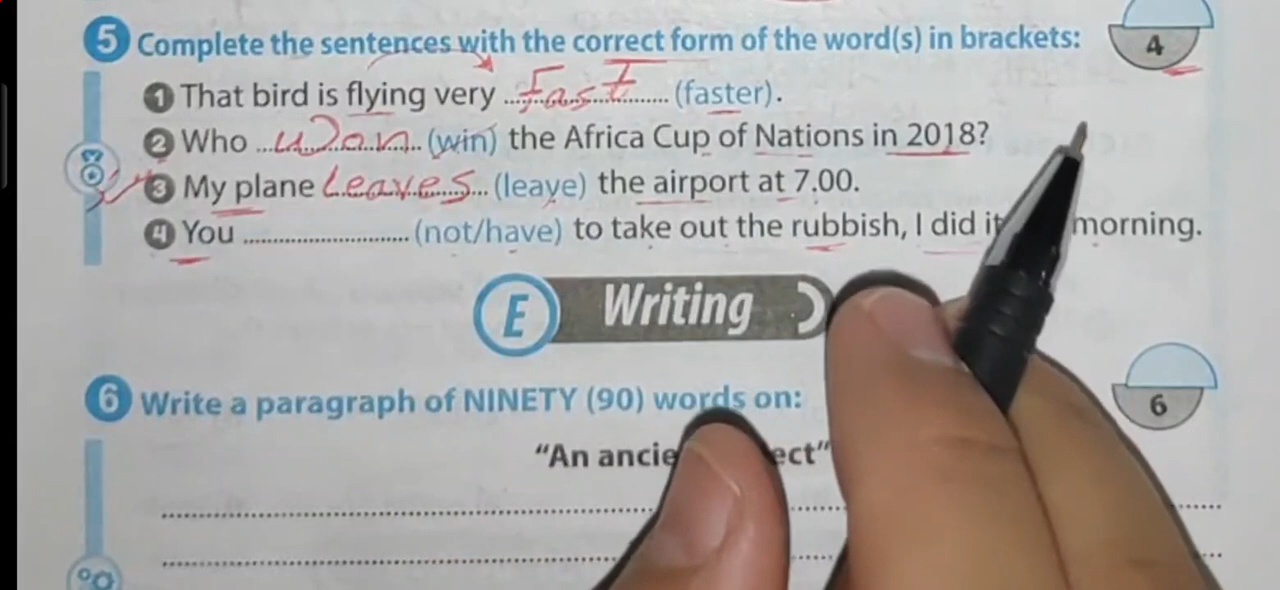 5 Complete the sentences with the correct form of the word(s) in brackets:
4
1 That bird is flying very ...Fast... (faster).
2 Who ...won... (win) the Africa Cup of Nations in 2018?
3 My plane Leaves... (leave) the airport at 7.00.
4 You ........................... (not/have) to take out the rubbish, I did it morning.
E Writing
6 Write a paragraph of NINETY (90) words on:
6
"An